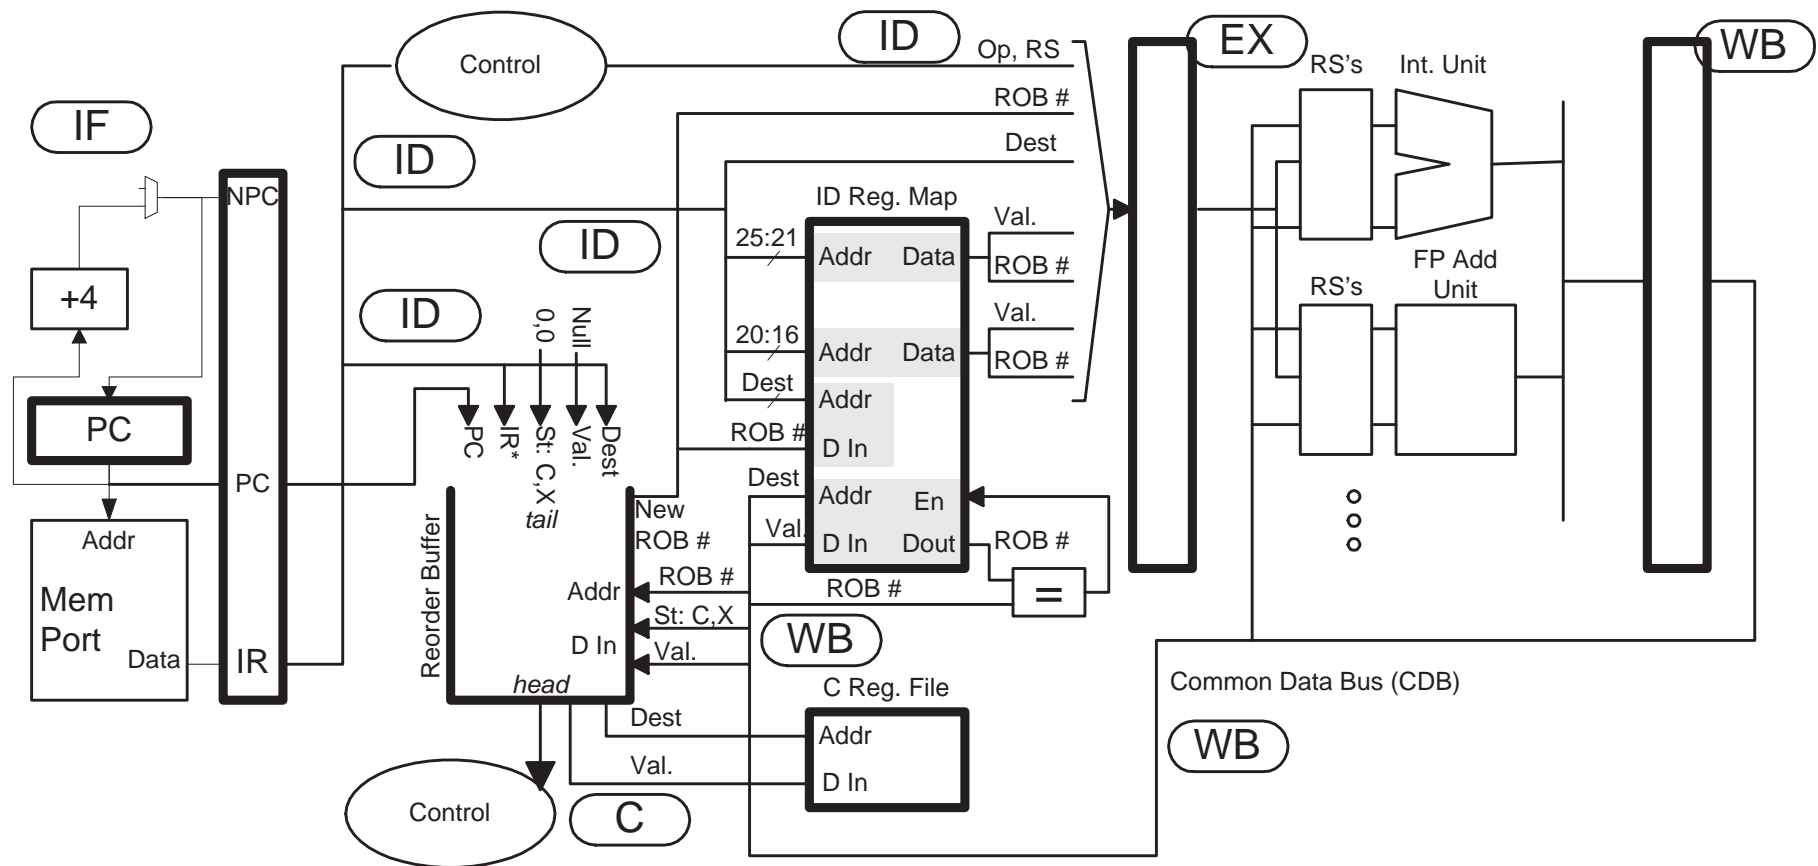 Control
ID
Op, RS
EX
WB
RS's
Int. Unit
ROB #
IF
ID
Dest
NPC
ID Reg. Map
ID
25:21
Addr
Data
Val.
ROB #
+4
ID
0,0
Null
RS's
FP Add
Unit
20:16
Addr
Data
Val.
ROB #
Dest
Addr
PC
PC
IR*
St: C,X
Val.
Dest
ROB #
D In
PC
tail
New
ROB #
Dest
Addr
En
Val.
D In
Dout
ROB #
Addr
Mem
Port
Data
IR
Reorder Buffer
Addr
ROB #
ROB #
=
St: C,X
D In
Val.
WB
head
C Reg. File
Common Data Bus (CDB)
Dest
Addr
WB
Val.
D In
Control
C